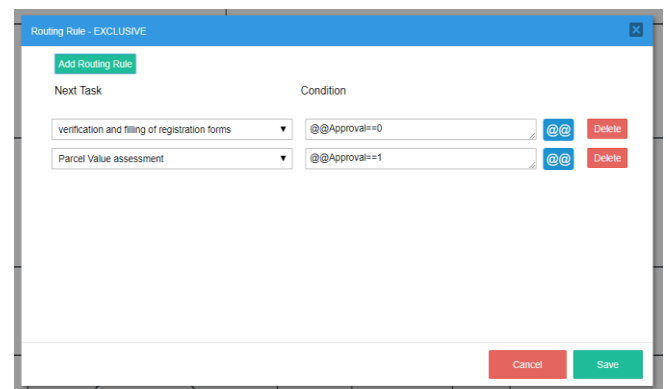 Routing Rule - EXCLUSIVE
Add Routing Rule
Next Task Condition
verification and filling of registration forms @@Approval==0 @@ Delete
Parcel Value assessment @@Approval==1 @@ Delete
Cancel Save